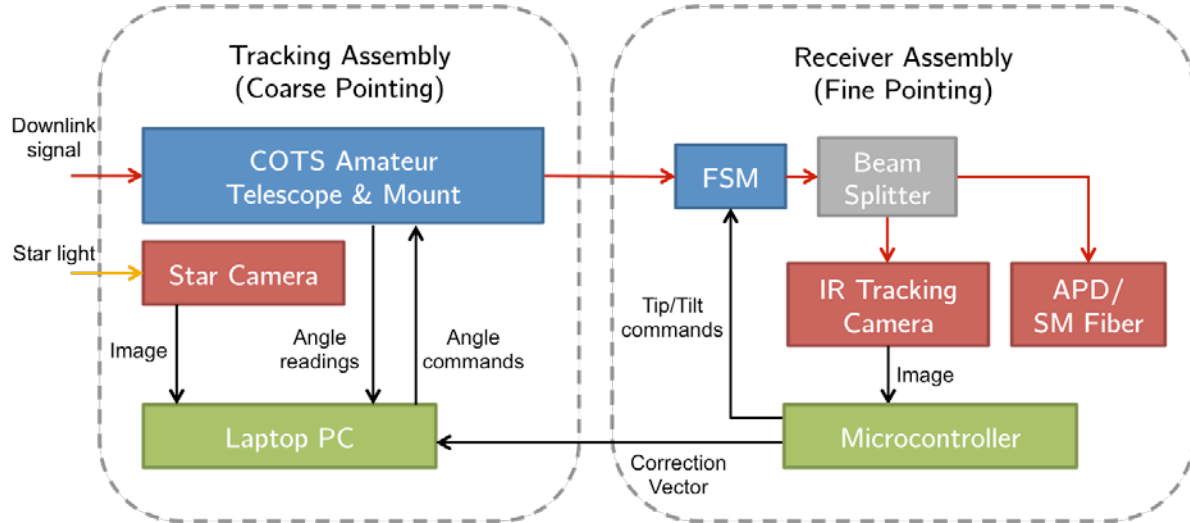 Tracking Assembly
(Coarse Pointing)
Downlink
signal
COTS Amateur
Telescope & Mount
Star light
Star Camera
Image
Angle
readings
Angle
commands
Laptop PC
Receiver Assembly
(Fine Pointing)
FSM
Beam
Splitter
Tip/Tilt
commands
IR Tracking
Camera
APD/
SM Fiber
Image
Microcontroller
Correction
Vector